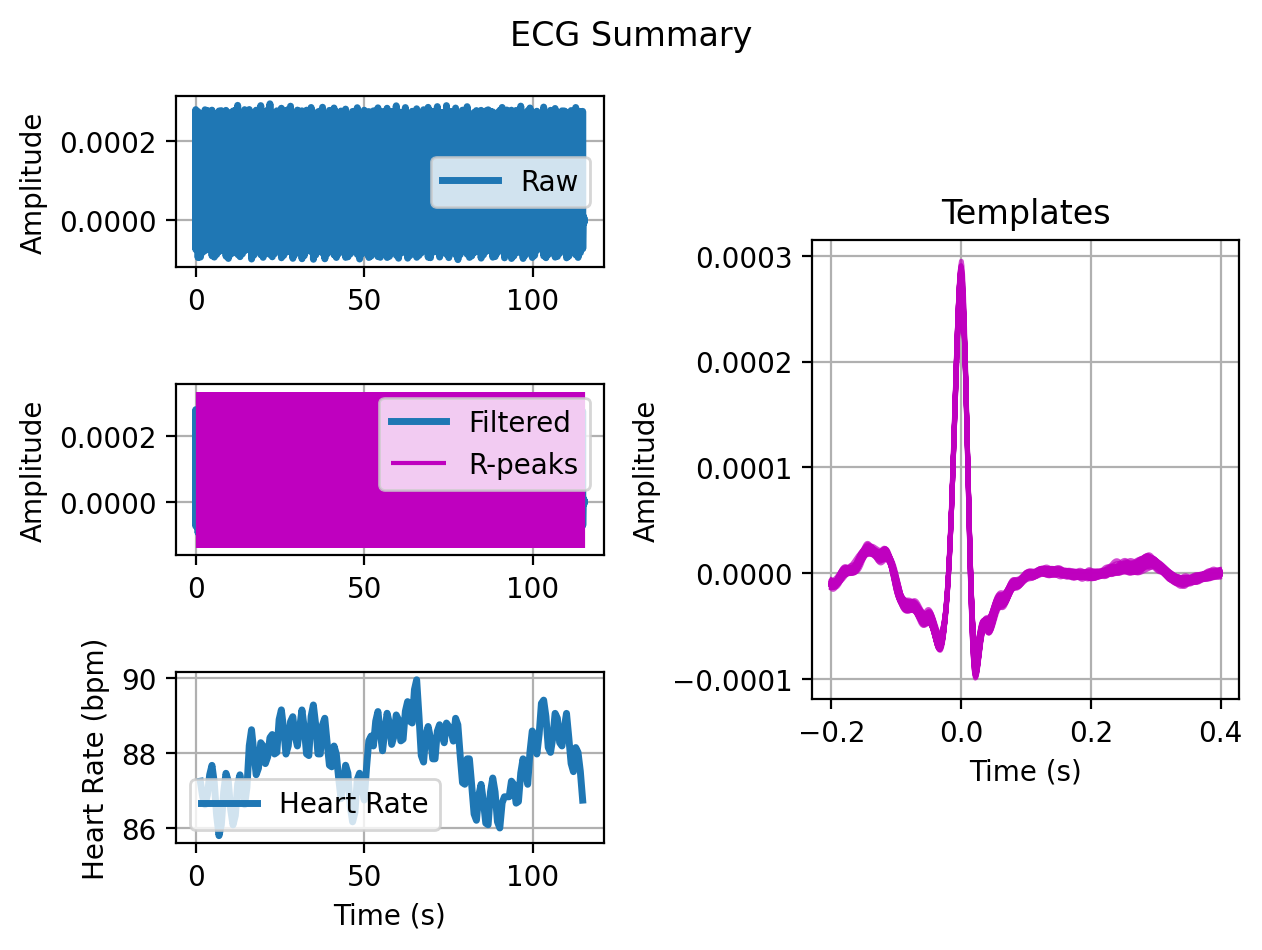 ECG Summary
Amplitude
0.0002
0.0000
Raw
0 50 100
Amplitude
0.0002
0.0000
Filtered
R-peaks
0 50 100
Heart Rate (bpm)
90
88
86
Heart Rate
0 50 100
Time (s)
Templates
Amplitude
0.0003
0.0002
0.0001
0.0000
−0.0001
−0.2 0.0 0.2 0.4
Time (s)